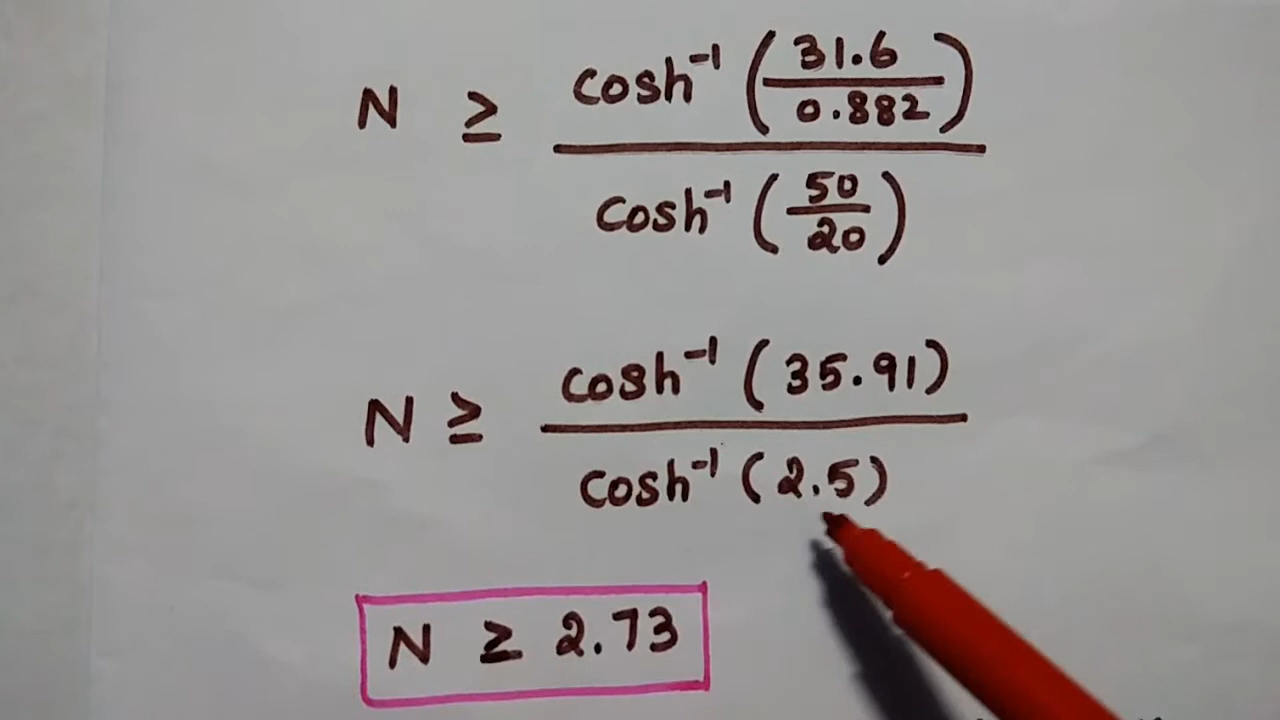 N ≥ cosh⁻¹(31.6/0.882) / cosh⁻¹(50/20)
N ≥ cosh⁻¹(35.91) / cosh⁻¹(2.5)
N ≥ 2.73